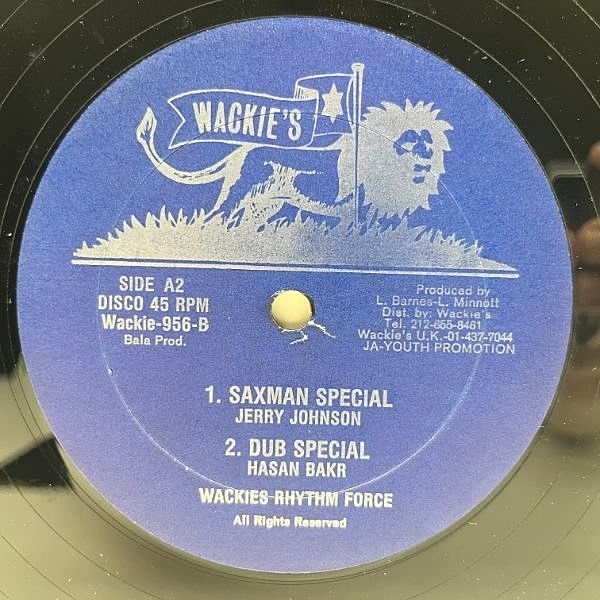 WACKIE'S
SIDE A2
DISCO 45 RPM
Wackie-956-B
Bala Prod.
Produced by
L. Barnes-L. Minnott
Dist. by: Wackie's
Tel. 212-655-8461
Wackie's U.K.-01-437-7044
JA-YOUTH PROMOTION
1. SAXMAN SPECIAL
JERRY JOHNSON
2. DUB SPECIAL
HASAN BAKR
WACKIES RHYTHM FORCE
All Rights Reserved